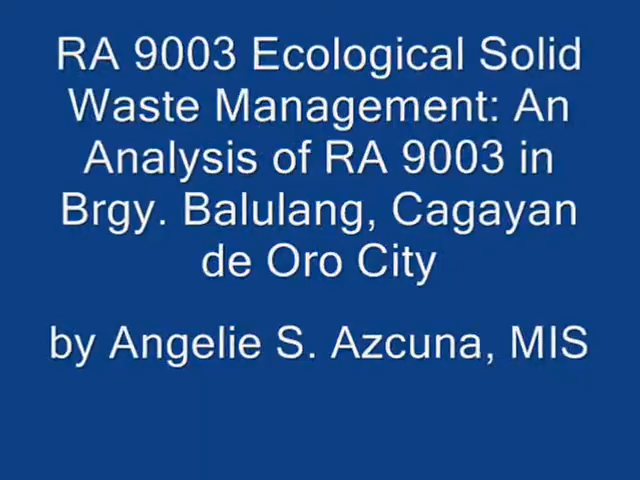 RA 9003 Ecological Solid
Waste Management: An
Analysis of RA 9003 in
Brgy. Balulang, Cagayan
de Oro City
by Angelie S. Azcuna, MIS